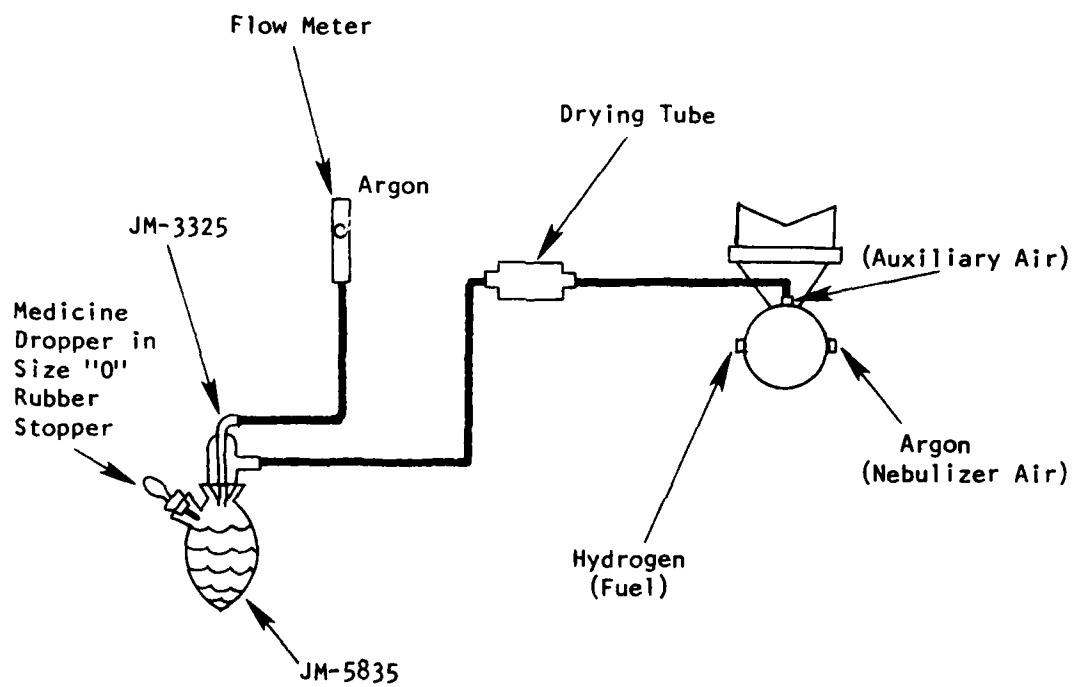 Flow Meter
Drying Tube
Argon
JM-3325
(Auxiliary Air)
Medicine
Dropper in
Size "0"
Rubber
Stopper
Argon
(Nebulizer Air)
Hydrogen
(Fuel)
JM-5835